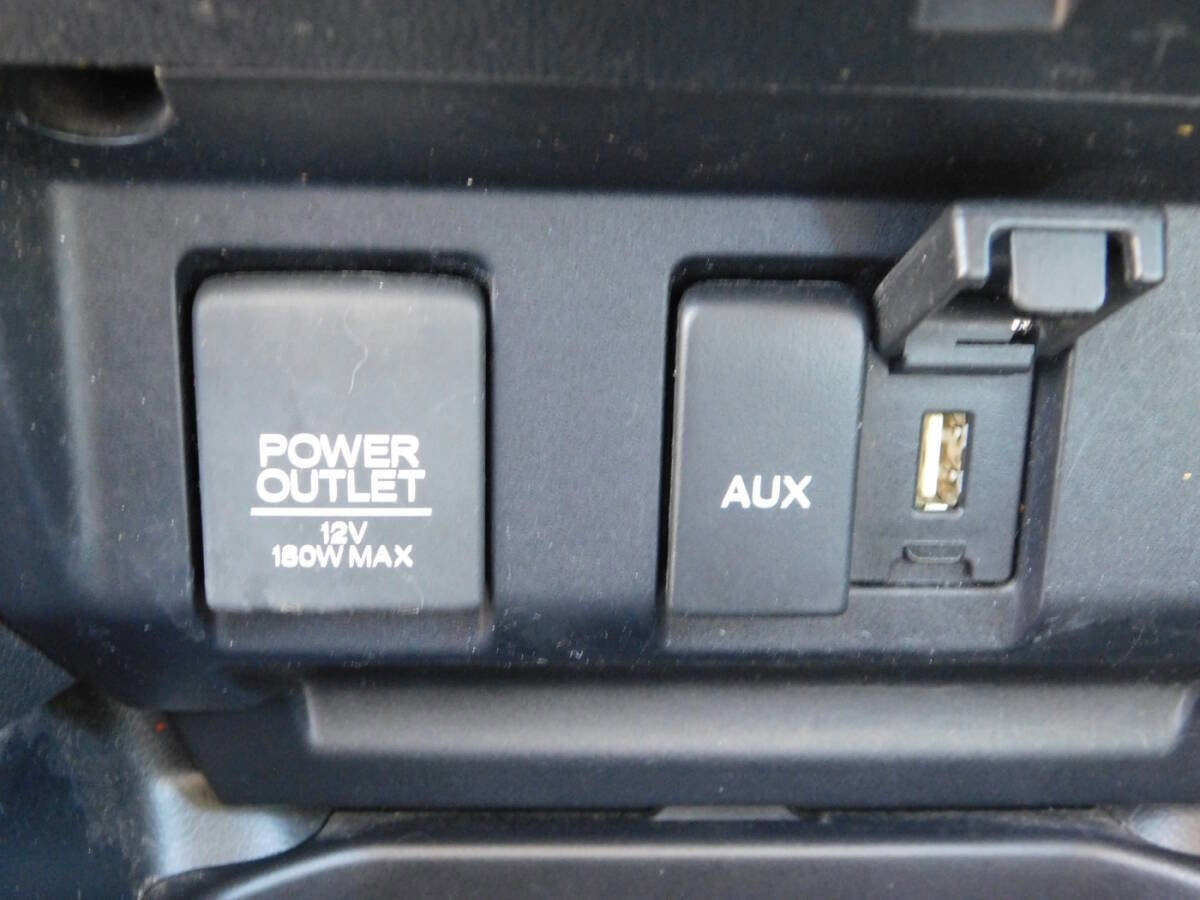 POWER
OUTLET
12V
180W MAX
AUX